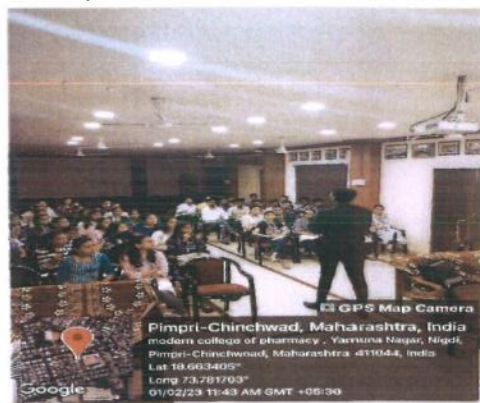 GPS Map Camera
Pimpri-Chinchwad, Maharashtra, India
modern college of pharmacy , Yamuna Nagar, Nigdi,
Pimpri-Chinchwad, Maharashtra 411044, India
Lat 18.663405°
Long 73.781703°
01/02/23 11:43 AM GMT +05:30
Google